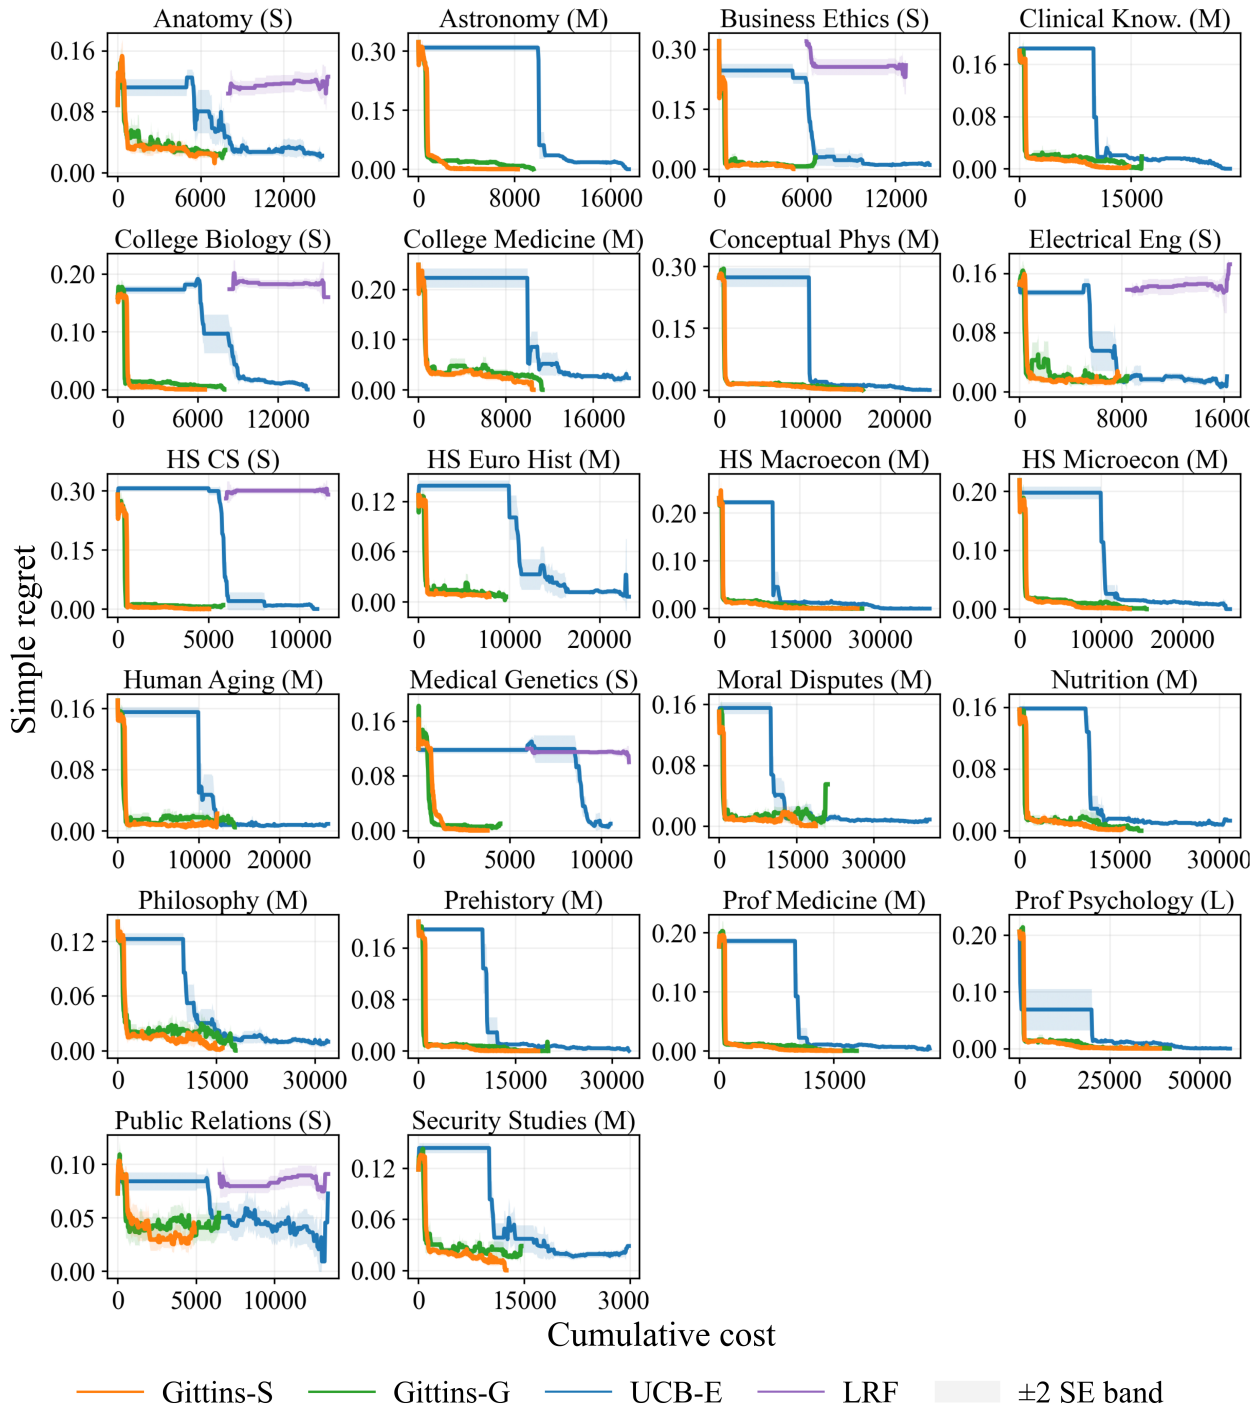 Anatomy (S)
Astronomy (M)
Business Ethics (S)
Clinical Know. (M)
0.16
0.08
0.00
0.30
0.15
0.00
0.30
0.15
0.00
0.16
0.08
0.00
0 6000 12000
0 8000 16000
0 6000 12000
0 15000
College Biology (S)
College Medicine (M)
Conceptual Phys (M)
Electrical Eng (S)
0.20
0.10
0.00
0.20
0.10
0.00
0.30
0.15
0.00
0.16
0.08
0.00
0 6000 12000
0 8000 16000
0 10000 20000
0 8000 1600
HS CS (S)
HS Euro Hist (M)
HS Macroecon (M)
HS Microecon (M)
0.30
0.15
0.00
0.12
0.06
0.00
0.20
0.10
0.00
0.20
0.10
0.00
0 5000 10000
0 10000 20000
0 15000 30000
0 10000 20000
Simple regret
Human Aging (M)
Medical Genetics (S)
Moral Disputes (M)
Nutrition (M)
0.16
0.08
0.00
0.16
0.08
0.00
0.16
0.08
0.00
0.16
0.08
0.00
0 10000 20000
0 5000 10000
0 15000 30000
0 15000 30000
Philosophy (M)
Prehistory (M)
Prof Medicine (M)
Prof Psychology (L)
0.12
0.06
0.00
0.16
0.08
0.00
0.20
0.10
0.00
0.20
0.10
0.00
0 15000 30000
0 15000 30000
0 15000
0 25000 50000
Public Relations (S)
Security Studies (M)
0.10
0.05
0.00
0.12
0.06
0.00
0 5000 10000
0 15000 3000
Cumulative cost
Gittins-S Gittins-G UCB-E LRF ±2 SE band